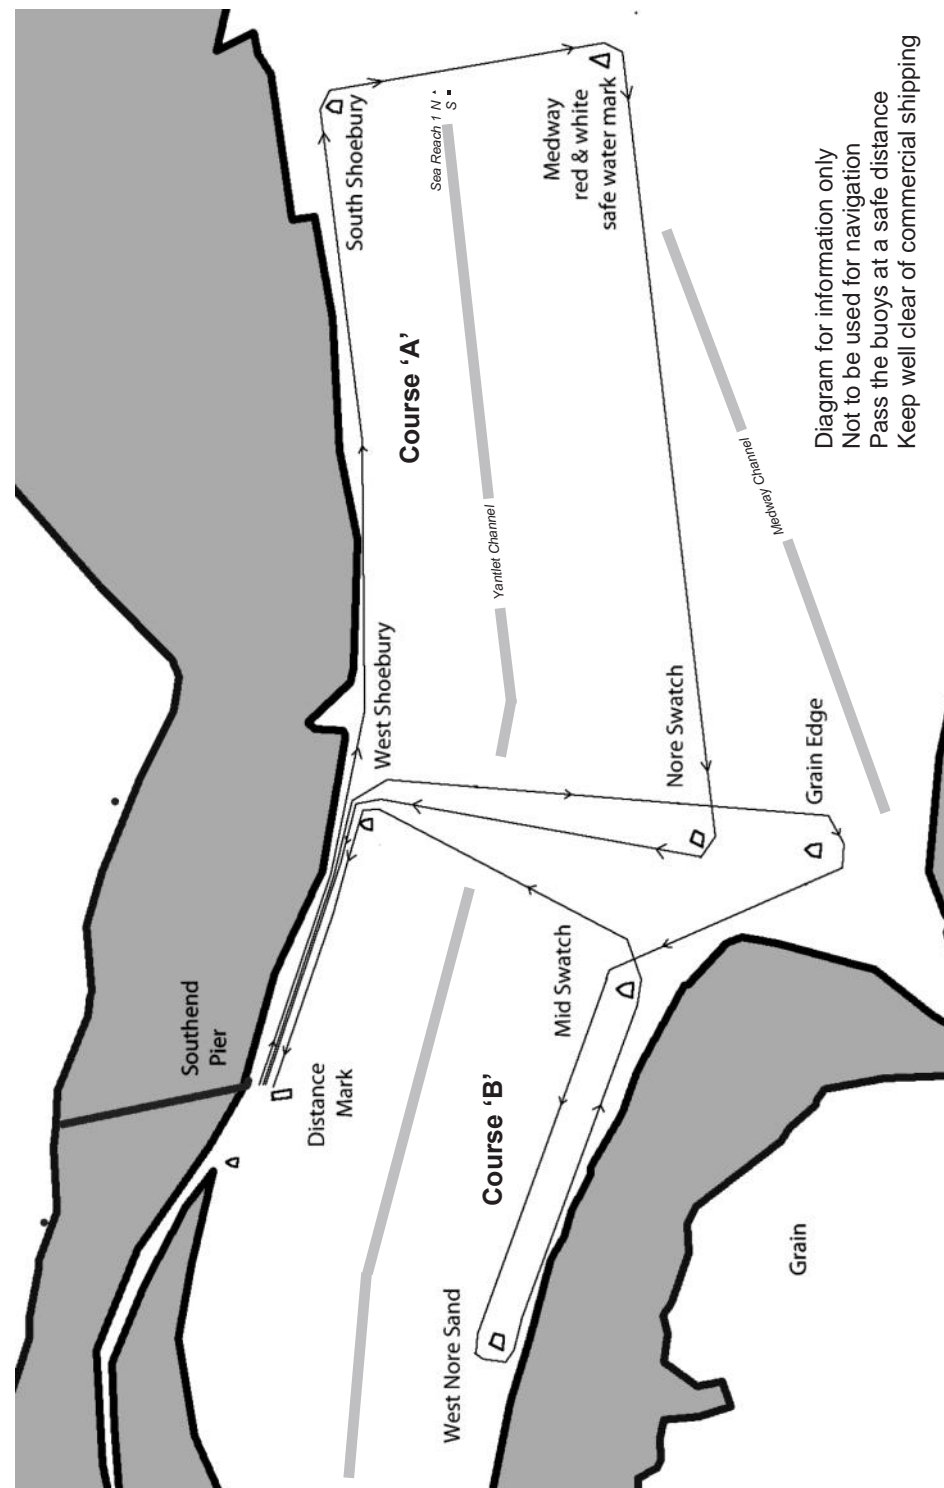 Southend
Pier
Distance
Mark
West Shoebury
South Shoebury
Course ‘A’
Sea Reach 1 N
S
Yantlet Channel
Medway
red & white
safe water mark
Nore Swatch
Medway Channel
Grain Edge
Mid Swatch
Course ‘B’
West Nore Sand
Grain
Diagram for information only
Not to be used for navigation
Pass the buoys at a safe distance
Keep well clear of commercial shipping